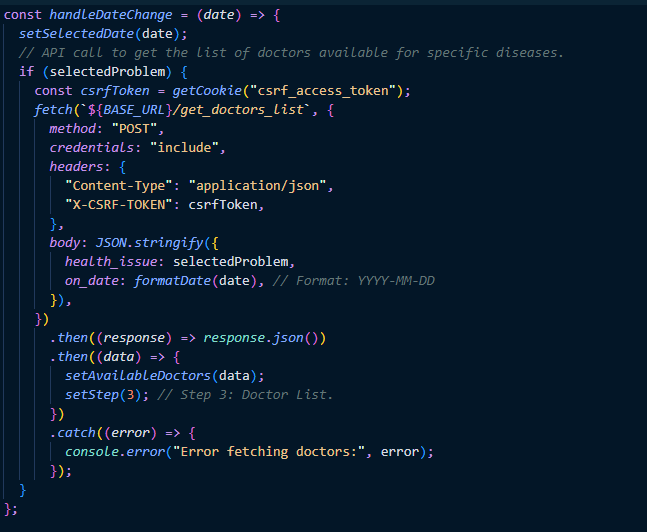 const handleDateChange = (date) => {
  setSelectedDate(date);
  // API call to get the list of doctors available for specific diseases.
  if (selectedProblem) {
    const csrfToken = getCookie("csrf_access_token");
    fetch(`${BASE_URL}/get_doctors_list`, {
      method: "POST",
      credentials: "include",
      headers: {
        "Content-Type": "application/json",
        "X-CSRF-TOKEN": csrfToken,
      },
      body: JSON.stringify({
        health_issue: selectedProblem,
        on_date: formatDate(date), // Format: YYYY-MM-DD
      }),
    })
      .then((response) => response.json())
      .then((data) => {
        setAvailableDoctors(data);
        setStep(3); // Step 3: Doctor List.
      })
      .catch((error) => {
        console.error("Error fetching doctors:", error);
      });
  }
};